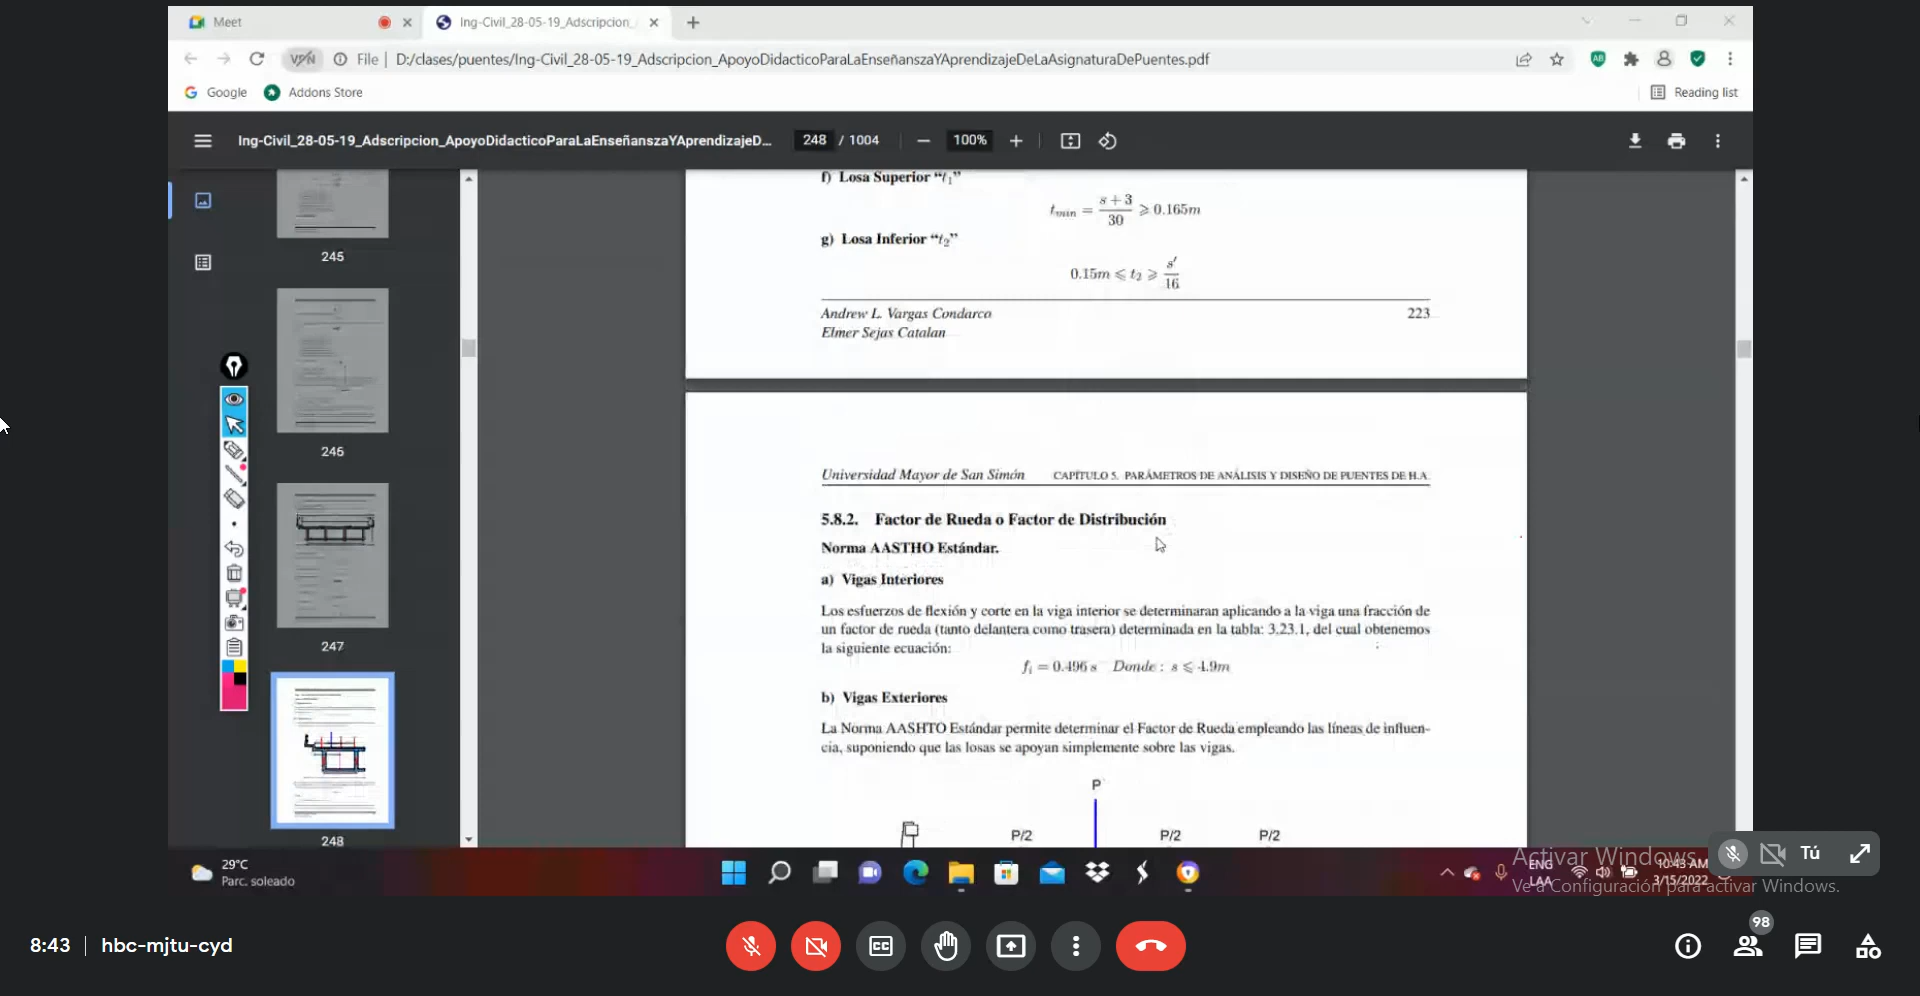 Meet
Ing-Civil_28-05-19_Adscripcion_
VPN
File | D:/clases/puentes/Ing-Civil_28-05-19_Adscripcion_ApoyoDidacticoParaLaEnseñanszaYAprendizajeDeLaAsignaturaDePuentes.pdf
Google
Addons Store
Reading list
Ing-Civil_28-05-19_Adscripcion_ApoyoDidacticoParaLaEnseñanszaYAprendizajeD...
248 / 1004
100%
245
246
247
248
f) Losa Superior “t₁”
tmin = (s + 3)/30 ⩾ 0.165m
g) Losa Inferior “t₂”
0.15m ⩽ t₂ ⩾ s′/16
Andrew L. Vargas Condarco
223
Elmer Sejas Catalan
Universidad Mayor de San Simón CAPÍTULO 5. PARÁMETROS DE ANÁLISIS Y DISEÑO DE PUENTES DE H.A.
5.8.2. Factor de Rueda o Factor de Distribución
Norma AASTHO Estándar.
a) Vigas Interiores
Los esfuerzos de flexión y corte en la viga interior se determinaran aplicando a la viga una fracción de
un factor de rueda (tanto delantera como trasera) determinada en la tabla: 3.23.1, del cual obtenemos
la siguiente ecuación:
fᵢ = 0.496 s Donde : s ⩽ 4.9m
b) Vigas Exteriores
La Norma AASHTO Estándar permite determinar el Factor de Rueda empleando las líneas de influen-
cia, suponiendo que las losas se apoyan simplemente sobre las vigas.
P
P/2
P/2
P/2
29°C
Parc. soleado
ENG
LAA
10:43 AM
3/15/2022
Activar Windows
Ve a Configuración para activar Windows.
Tú
8:43 | hbc-mjtu-cyd
CC
98